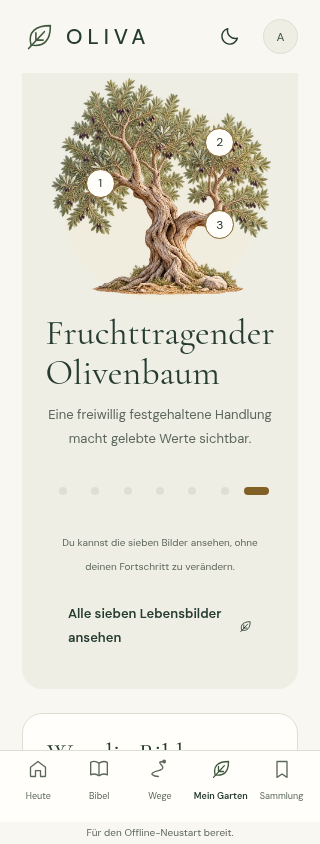 OLIVA
A
2
1
3
Fruchttragender
Olivenbaum
Eine freiwillig festgehaltene Handlung
macht gelebte Werte sichtbar.
Du kannst die sieben Bilder ansehen, ohne
deinen Fortschritt zu verändern.
Alle sieben Lebensbilder
ansehen
Heute
Bibel
Wege
Mein Garten
Sammlung
Für den Offline-Neustart bereit.